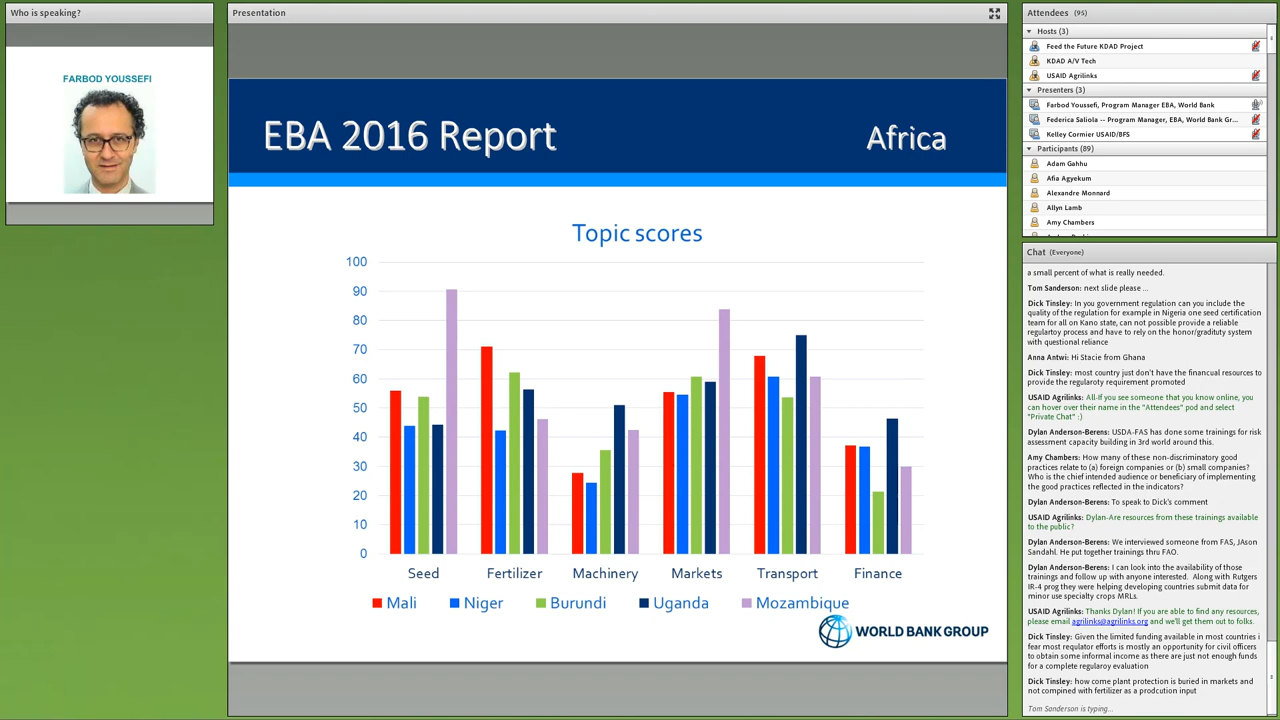 Who is speaking?
FARBOD YOUSSEFI
Presentation
EBA 2016 Report
Africa
Topic scores
100
90
80
70
60
50
40
30
20
10
0
Seed Fertilizer Machinery Markets Transport Finance
Mali Niger Burundi Uganda Mozambique
WORLD BANK GROUP
Attendees (95)
Hosts (3)
Feed the Future KDAD Project
KDAD A/V Tech
USAID Agrilinks
Presenters (3)
Farbod Youssefi, Program Manager EBA, World Bank
Federica Saliola -- Program Manager, EBA, World Bank Gr...
Kelley Cormier USAID/BFS
Participants (89)
Adam Gahhu
Afia Agyekum
Alexandre Monnard
Allyn Lamb
Amy Chambers
Chat (Everyone)
a small percent of what is really needed.
Tom Sanderson: next slide please ...
Dick Tinsley: In you government regulation can you include the
quality of the regulation for example in Nigeria one seed certification
team for all on Kano state, can not possible provide a reliable
regulartoy process and have to rely on the honor/gradituty system
with questional reliance
Anna Antwi: Hi Stacie from Ghana
Dick Tinsley: most country just don't have the financual resources to
provide the regularoty requirement promoted
USAID Agrilinks: All-If you see someone that you know online, you
can hover over their name in the "Attendees" pod and select
"Private Chat" :)
Dylan Anderson-Berens: USDA-FAS has done some trainings for risk
assessment capacity building in 3rd world around this.
Amy Chambers: How many of these non-discriminatory good
practices relate to (a) foreign companies or (b) small companies?
Who is the chief intended audience or beneficiary of implementing
the good practices reflected in the indicators?
Dylan Anderson-Berens: To speak to Dick's comment
USAID Agrilinks: Dylan-Are resources from these trainings available
to the public?
Dylan Anderson-Berens: We interviewed someone from FAS, JAson
Sandahl. He put together trainings thru FAO.
Dylan Anderson-Berens: I can look into the availability of those
trainings and follow up with anyone interested. Along with Rutgers
IR-4 prog they are helping developing countries submit data for
minor use specialty crops MRLs.
USAID Agrilinks: Thanks Dylan! If you are able to find any resources,
please email agrilinks@agrilinks.org and we'll get them out to folks.
Dick Tinsley: Given the limited funding available in most countries i
fear most requlator efforts is mostly an opportunity for civil officers
to obtain some informal income as there are just not enough funds
for a complete regularoy evaluation
Dick Tinsley: how come plant protection is buried in markets and
not compined with fertilizer as a prodcution input
Tom Sanderson is typing...